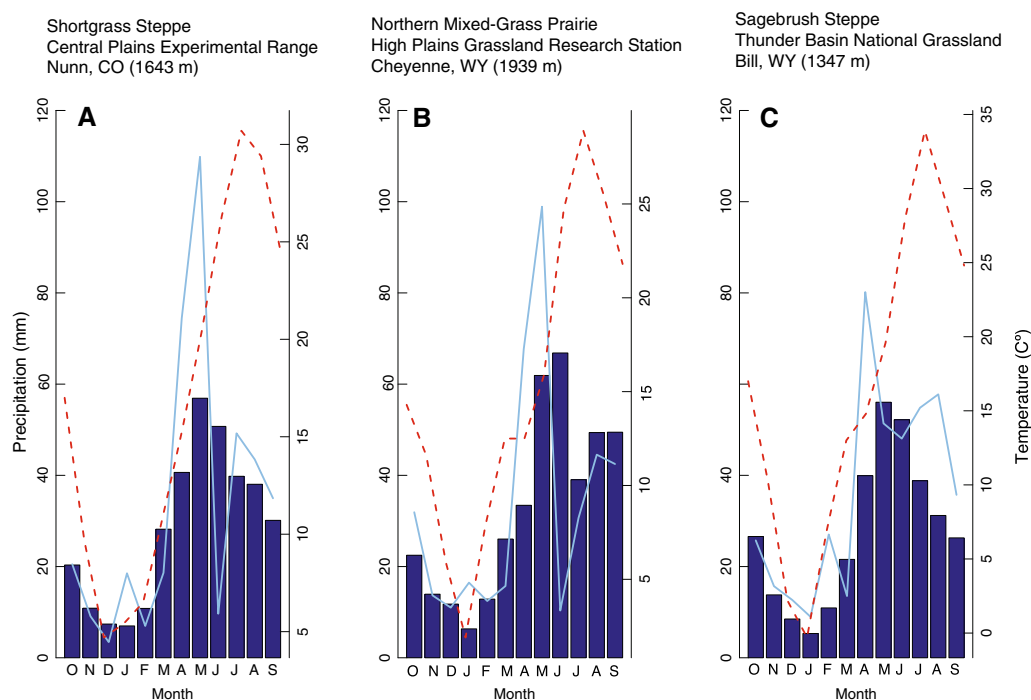 Shortgrass Steppe
Central Plains Experimental Range
Nunn, CO (1643 m)
Northern Mixed-Grass Prairie
High Plains Grassland Research Station
Cheyenne, WY (1939 m)
Sagebrush Steppe
Thunder Basin National Grassland
Bill, WY (1347 m)
A
120
100
80
60
40
20
0
30
25
20
15
10
5
O N D J F M A M J J A S
Month
Precipitation (mm)
B
120
100
80
60
40
20
0
25
20
15
10
5
O N D J F M A M J J A S
Month
C
120
100
80
60
40
20
0
35
30
25
20
15
10
5
0
O N D J F M A M J J A S
Month
Temperature (C°)